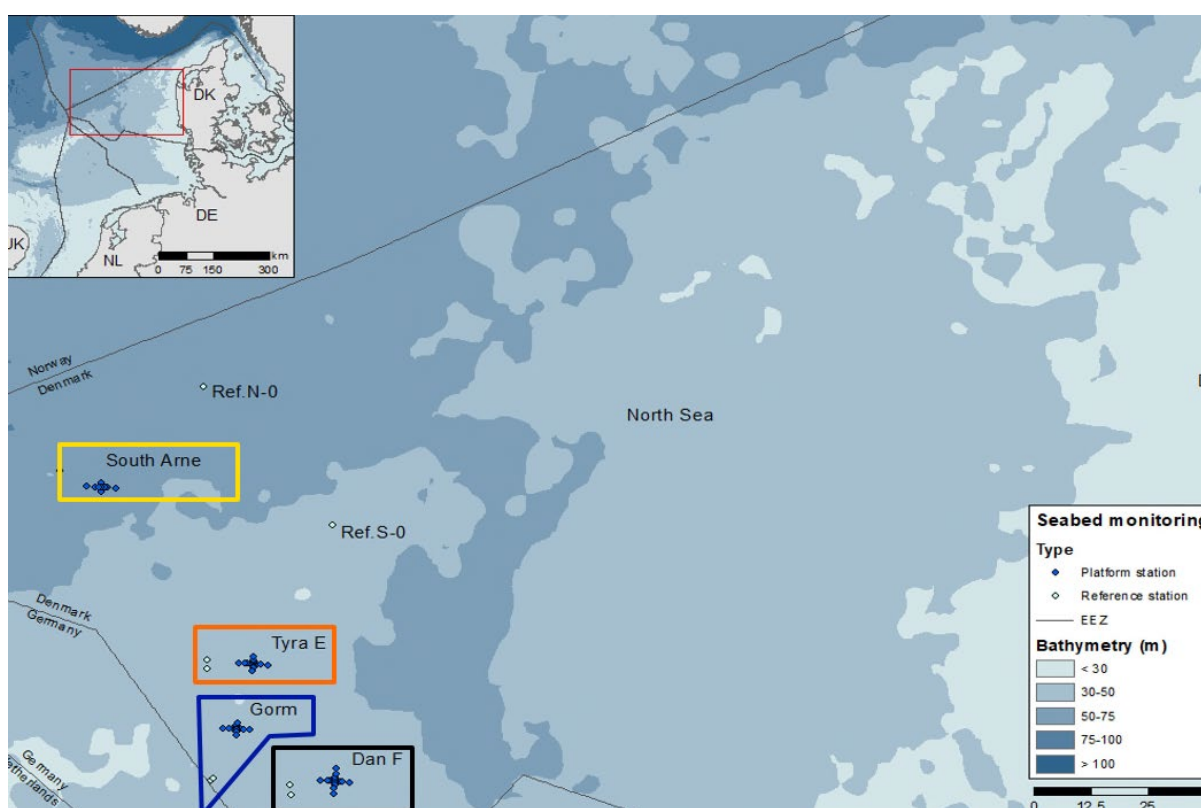 DK
DE
UK
NL
km
0 75 150 300
Norway
Denmark
Ref.N-0
North Sea
South Arne
Ref.S-0
Denmark
Germany
Tyra E
Gorm
Dan F
Germany
Netherlands
Seabed monitoring
Type
Platform station
Reference station
EEZ
Bathymetry (m)
< 30
30-50
50-75
75-100
> 100
0 12.5 25